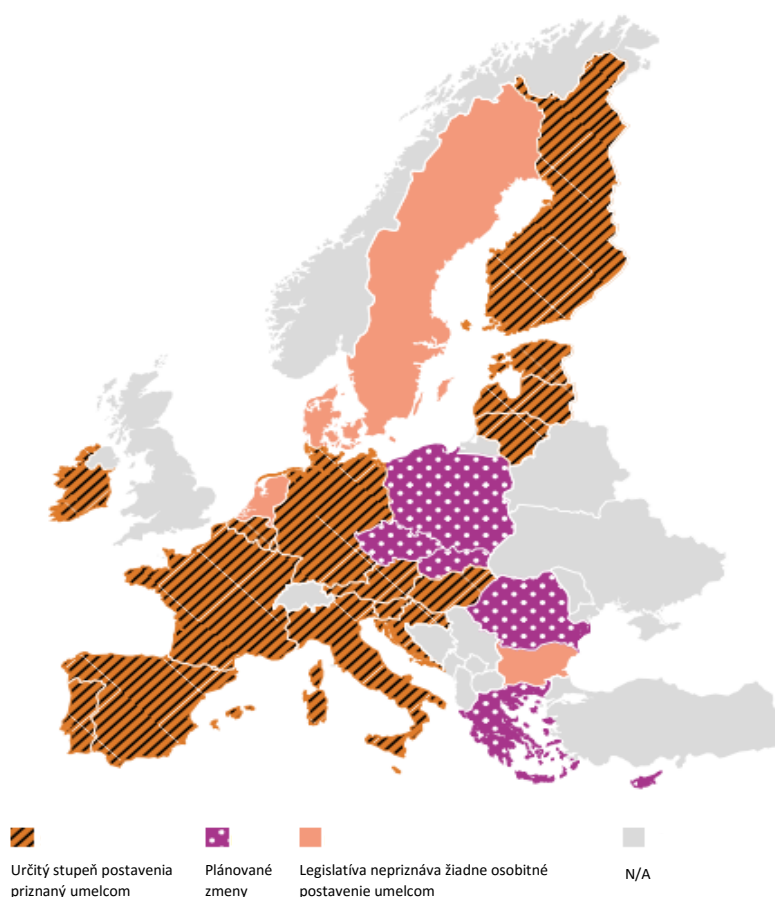 Určitý stupeň postavenia
priznaný umelcom
Plánované
zmeny
Legislatíva nepriznáva žiadne osobitné
postavenie umelcom
N/A